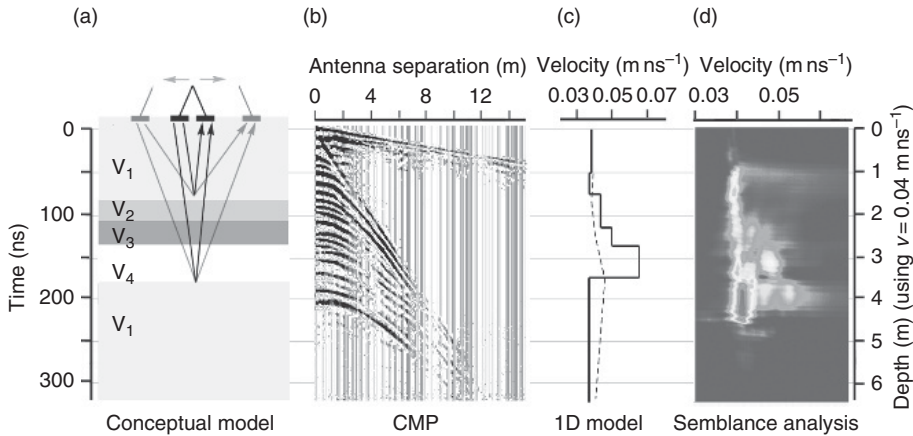 (a)
(b)
(c)
(d)
Antenna separation (m)
0 4 8 12
Velocity (m ns⁻¹)
0.03 0.05 0.07
Velocity (m ns⁻¹)
0.03 0.05
Time (ns)
0
100
200
300
V₁
V₂
V₃
V₄
V₁
0
1
2
3
4
5
6
Depth (m) (using v = 0.04 m ns⁻¹)
Conceptual model
CMP
1D model
Semblance analysis